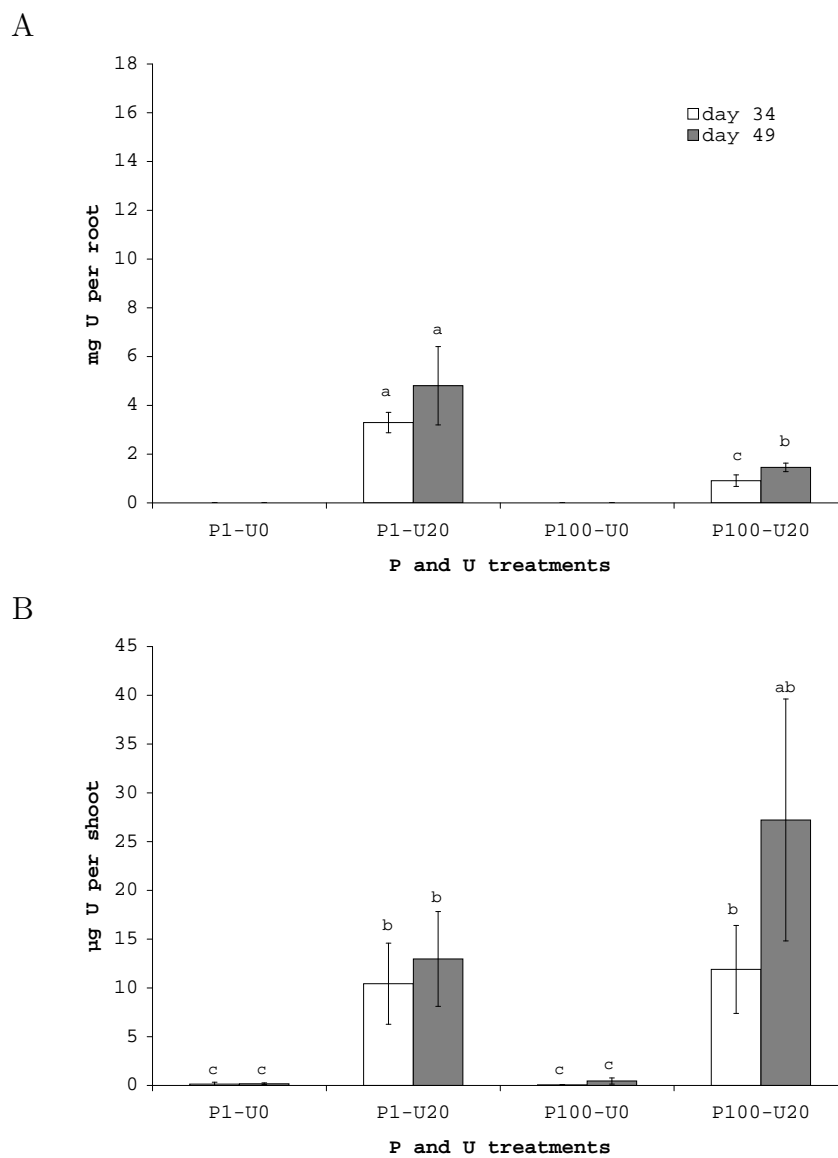 A
18
16
14
12
10
8
6
4
2
0
mg U per root
day 34
day 49
a
a
c
b
P1-U0 P1-U20 P100-U0 P100-U20
P and U treatments
B
45
40
35
30
25
20
15
10
5
0
µg U per shoot
c c
b
b
c
c
b
ab
P1-U0 P1-U20 P100-U0 P100-U20
P and U treatments